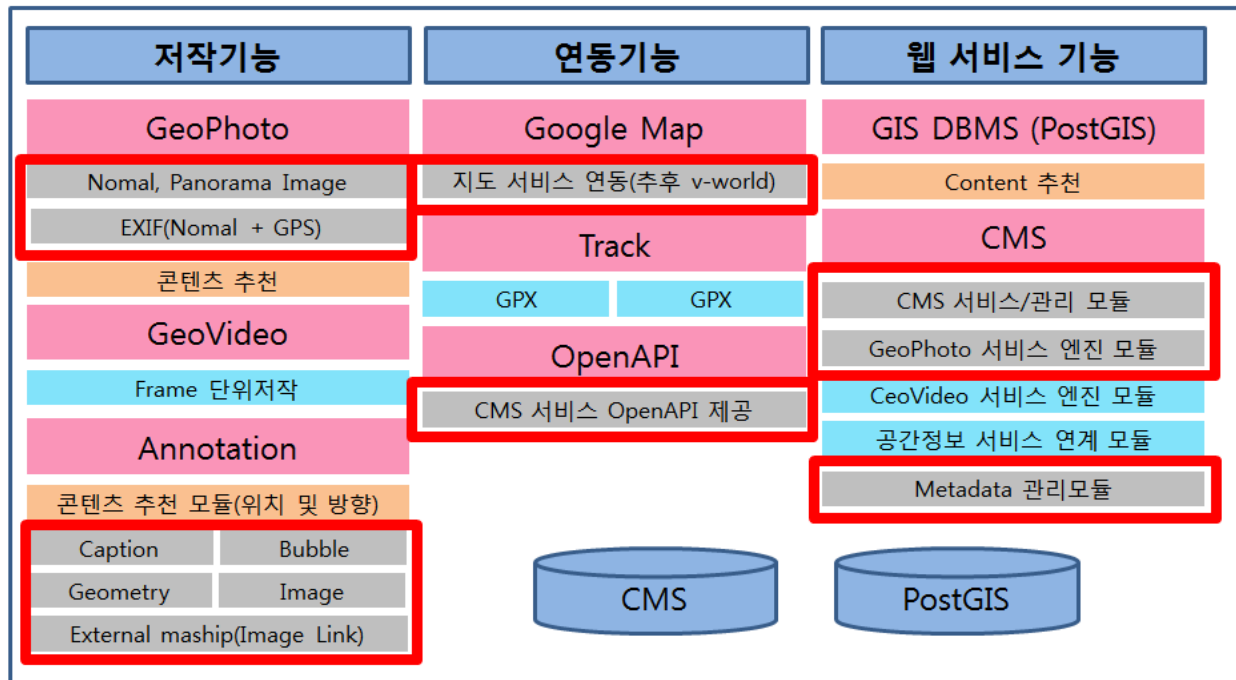 저작기능
GeoPhoto
Nomal, Panorama Image
EXIF(Nomal + GPS)
콘텐츠 추천
GeoVideo
Frame 단위저작
Annotation
콘텐츠 추천 모듈(위치 및 방향)
Caption
Bubble
Geometry
Image
External maship(Image Link)
연동기능
Google Map
지도 서비스 연동(추후 v-world)
Track
GPX
GPX
OpenAPI
CMS 서비스 OpenAPI 제공
웹 서비스 기능
GIS DBMS (PostGIS)
Content 추천
CMS
CMS 서비스/관리 모듈
GeoPhoto 서비스 엔진 모듈
CeoVideo 서비스 엔진 모듈
공간정보 서비스 연계 모듈
Metadata 관리모듈
CMS
PostGIS